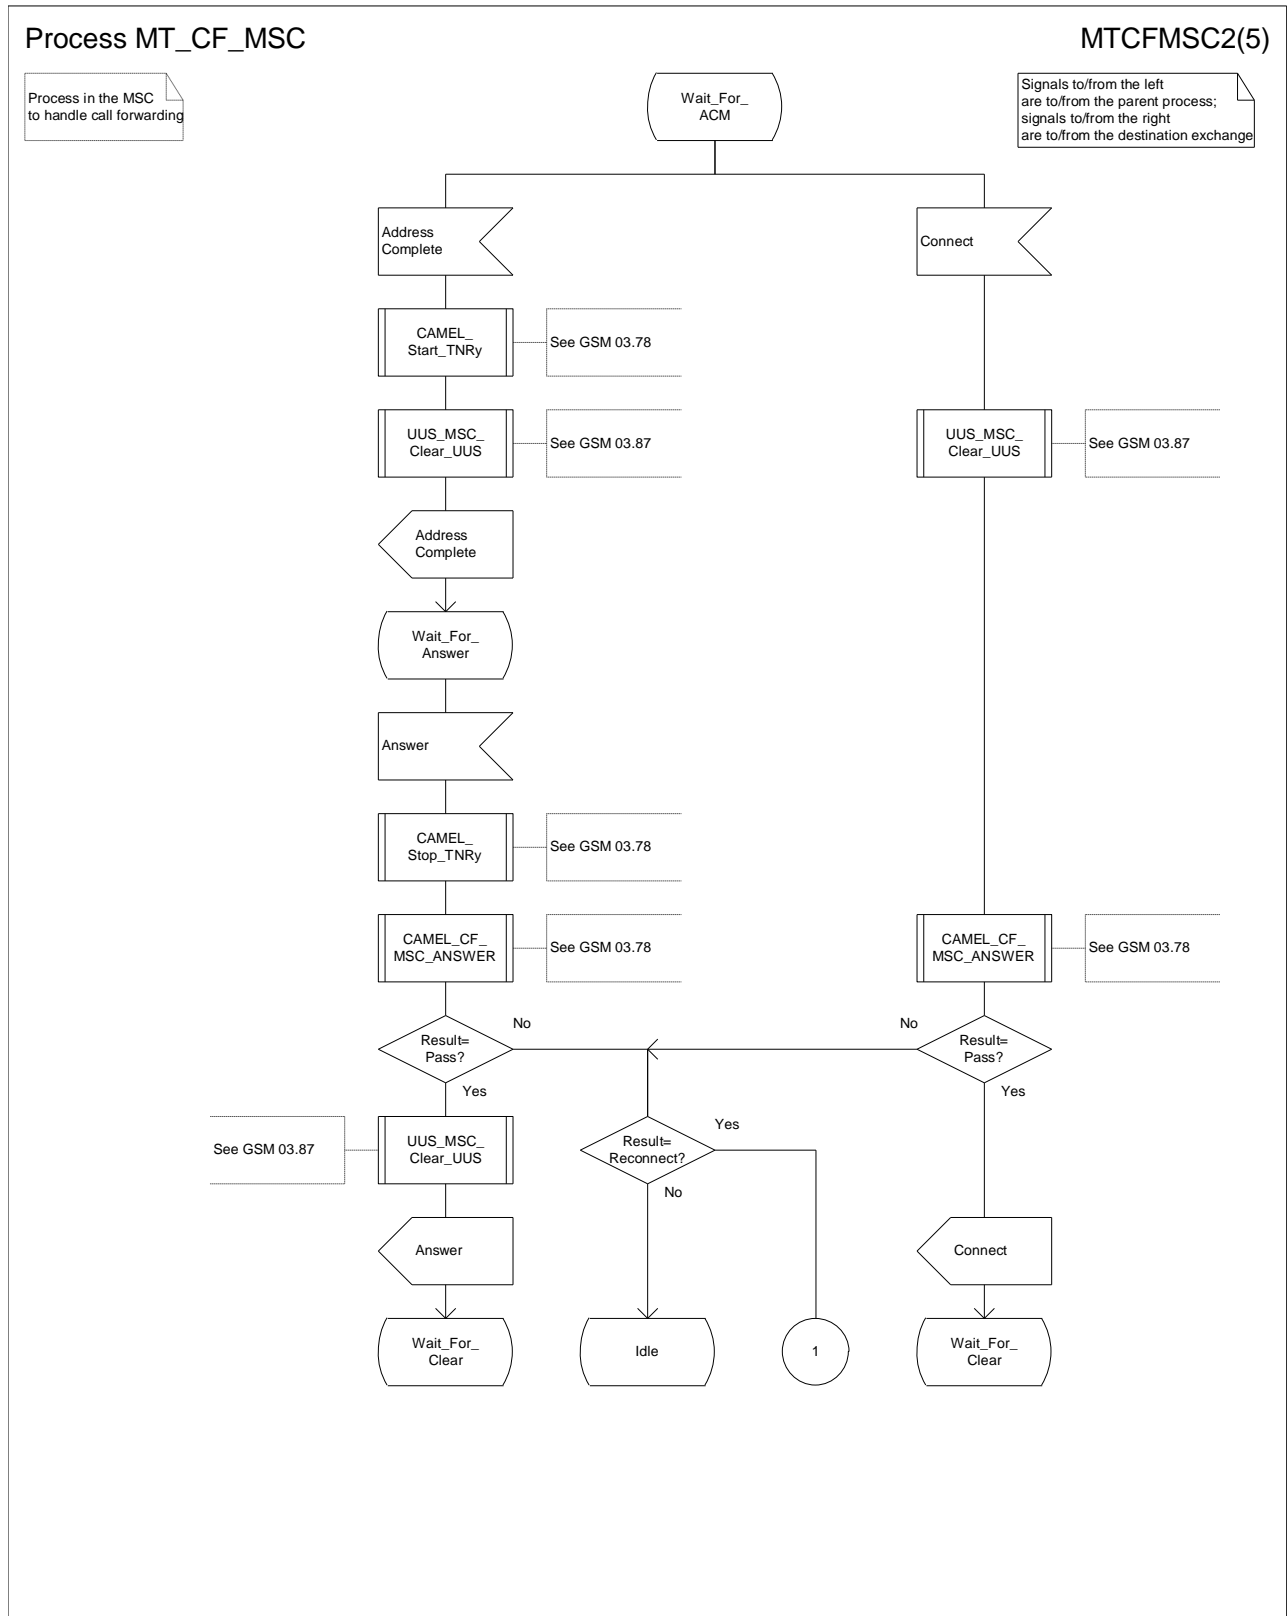 Process MT_CF_MSC
MTCFMSC2(5)
Process in the MSC
to handle call forwarding
Wait_For_
ACM
Signals to/from the left
are to/from the parent process;
signals to/from the right
are to/from the destination exchange
Address
Complete
Connect
CAMEL_
Start_TNRy
See GSM 03.78
UUS_MSC_
Clear_UUS
See GSM 03.87
UUS_MSC_
Clear_UUS
See GSM 03.87
Address
Complete
Wait_For_
Answer
Answer
CAMEL_
Stop_TNRy
See GSM 03.78
CAMEL_CF_
MSC_ANSWER
See GSM 03.78
CAMEL_CF_
MSC_ANSWER
See GSM 03.78
Result=
Pass?
No
Yes
No
Result=
Pass?
Yes
See GSM 03.87
UUS_MSC_
Clear_UUS
Result=
Reconnect?
Yes
No
Answer
Connect
Wait_For_
Clear
Idle
1
Wait_For_
Clear